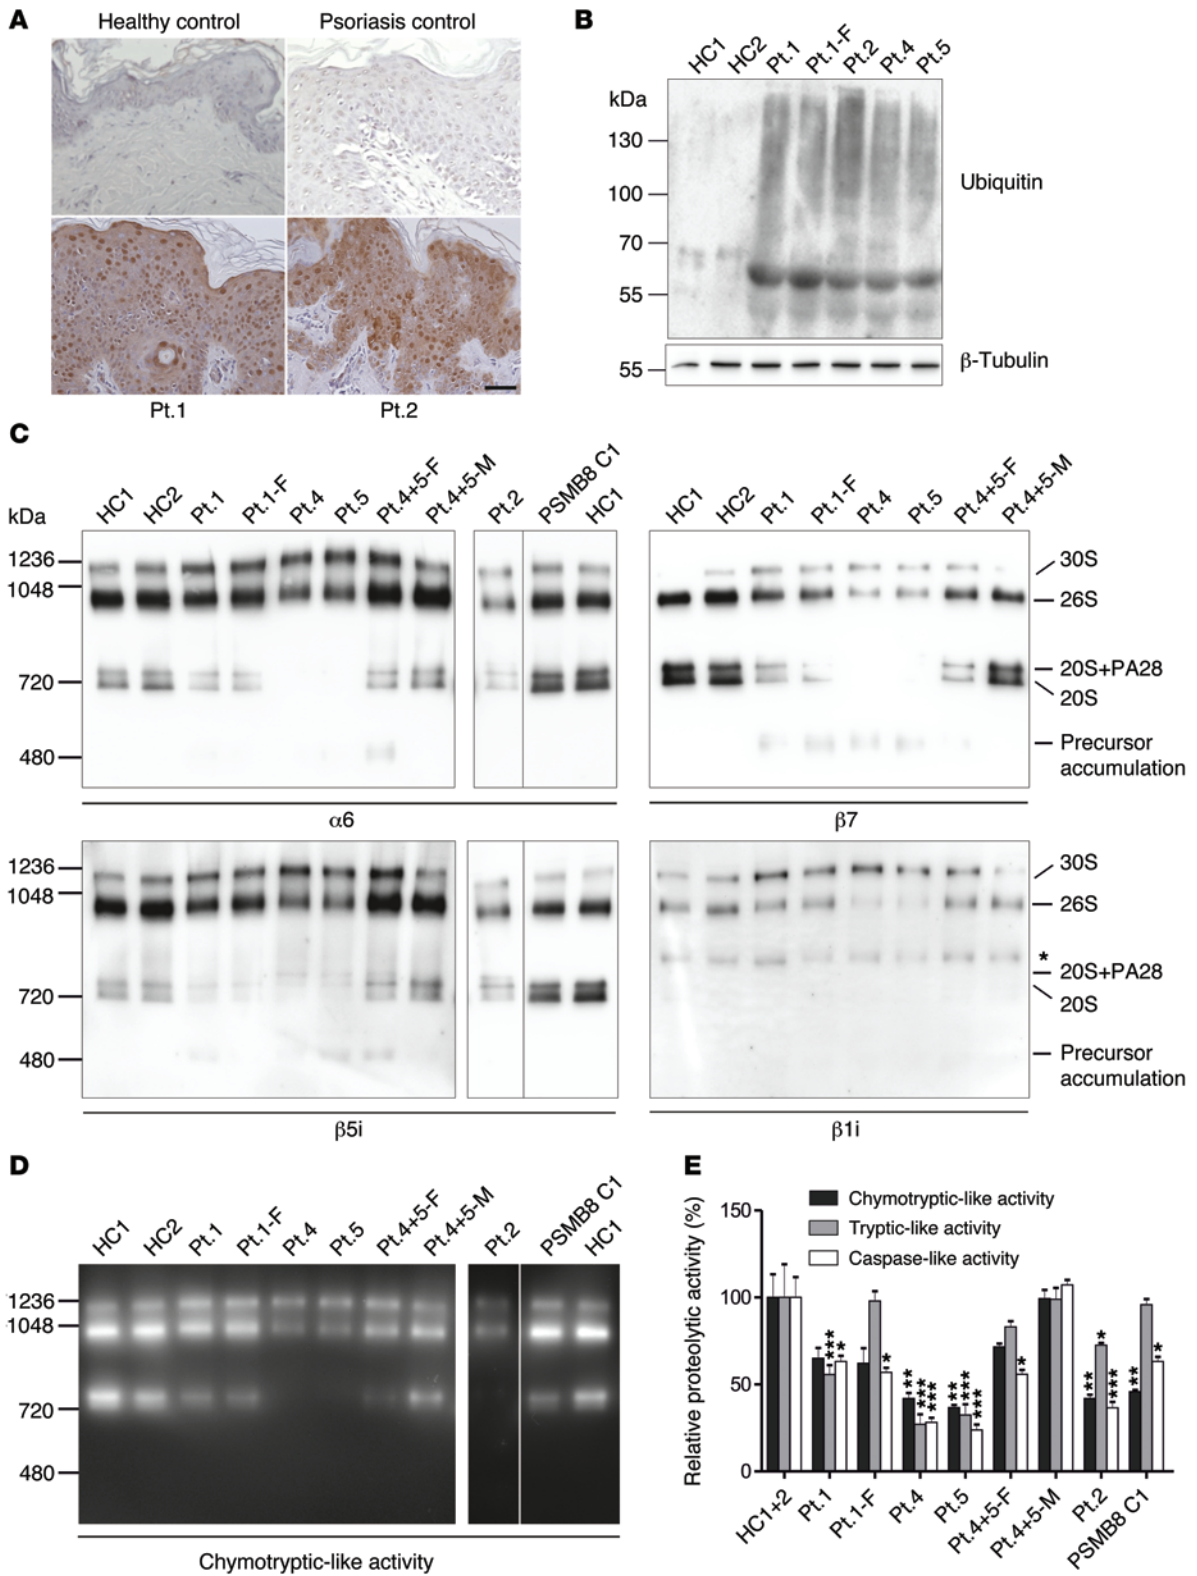 A
Healthy control
Psoriasis control
Pt.1
Pt.2
B
HC1 HC2 Pt.1 Pt.1-F Pt.2 Pt.4 Pt.5
kDa
130
100
70
55
Ubiquitin
55
β-Tubulin
C
HC1 HC2 Pt.1 Pt.1-F Pt.4 Pt.5 Pt.4+5-F Pt.4+5-M Pt.2 PSMB8 C1 HC1
HC1 HC2 Pt.1 Pt.1-F Pt.4 Pt.5 Pt.4+5-F Pt.4+5-M
kDa
1236
1048
720
480
30S
26S
20S+PA28
20S
Precursor
accumulation
α6
β7
1236
1048
720
480
30S
26S
*
20S+PA28
20S
Precursor
accumulation
β5i
β1i
D
HC1 HC2 Pt.1 Pt.1-F Pt.4 Pt.5 Pt.4+5-F Pt.4+5-M Pt.2 PSMB8 C1 HC1
1236
1048
720
480
Chymotryptic-like activity
E
Relative proteolytic activity (%)
150
100
50
0
Chymotryptic-like activity
Tryptic-like activity
Caspase-like activity
*** *
*
** *** ***
** *** ***
*
** * ***
** *
HC1+2 Pt.1 Pt.1-F Pt.4 Pt.5 Pt.4+5-F Pt.4+5-M Pt.2 PSMB8 C1